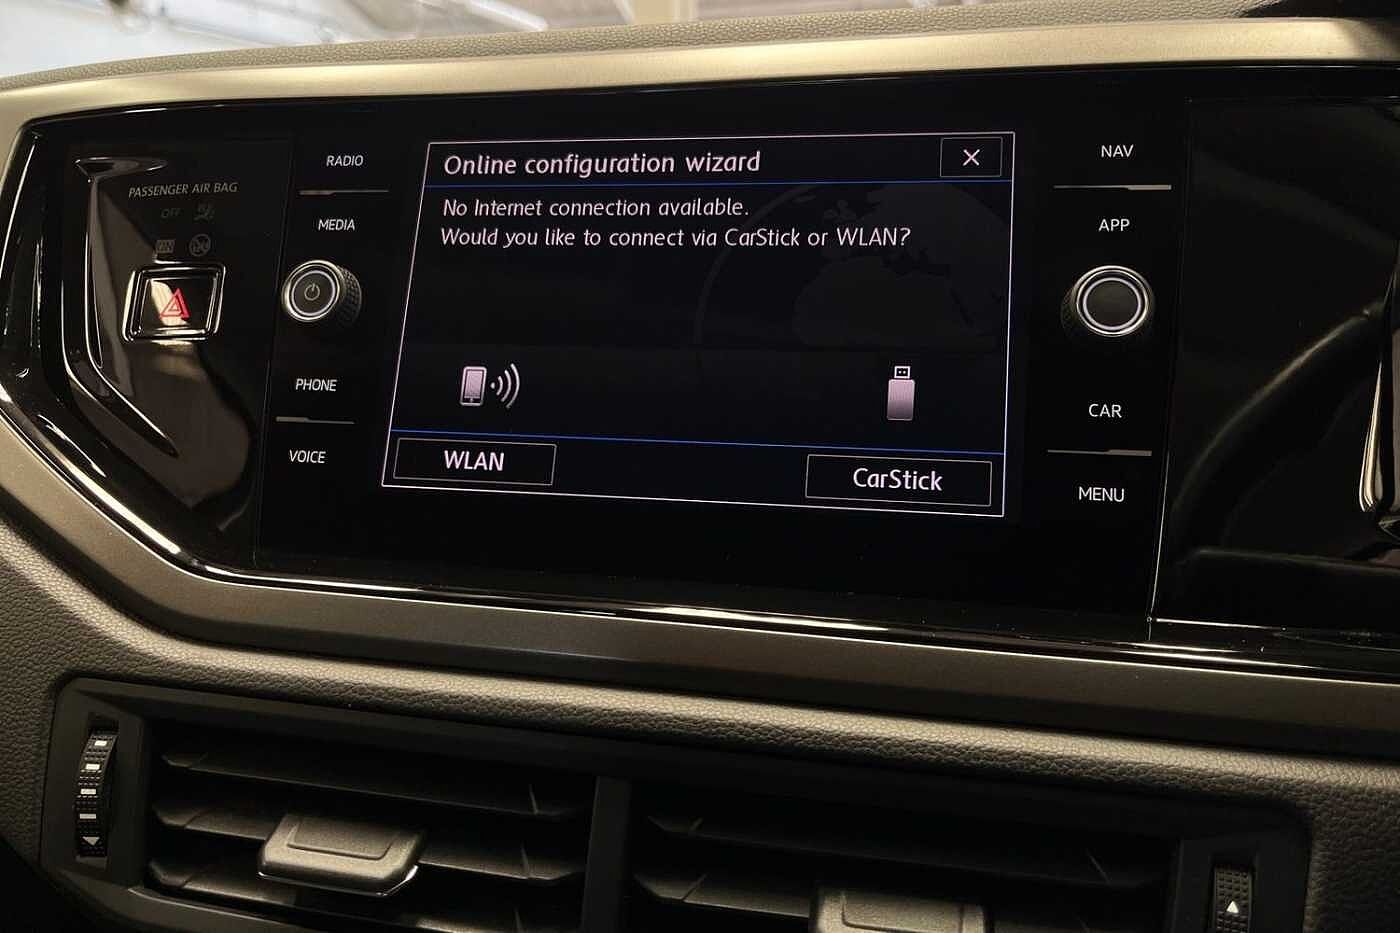 PASSENGER AIR BAG
OFF
ON
RADIO
MEDIA
PHONE
VOICE
Online configuration wizard
No Internet connection available.
Would you like to connect via CarStick or WLAN?
WLAN
CarStick
NAV
APP
CAR
MENU